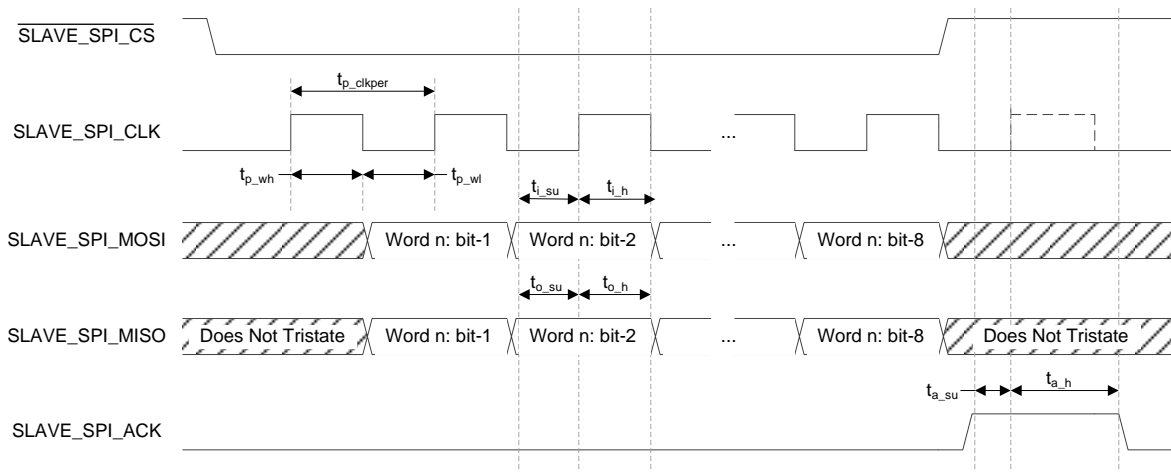 SLAVE_SPI_CS
t_p_clkper
SLAVE_SPI_CLK
...
t_p_wh
t_p_wl
t_i_su
t_i_h
SLAVE_SPI_MOSI
Word n: bit-1
Word n: bit-2
...
Word n: bit-8
t_o_su
t_o_h
SLAVE_SPI_MISO
Does Not Tristate
Word n: bit-1
Word n: bit-2
...
Word n: bit-8
Does Not Tristate
t_a_su
t_a_h
SLAVE_SPI_ACK